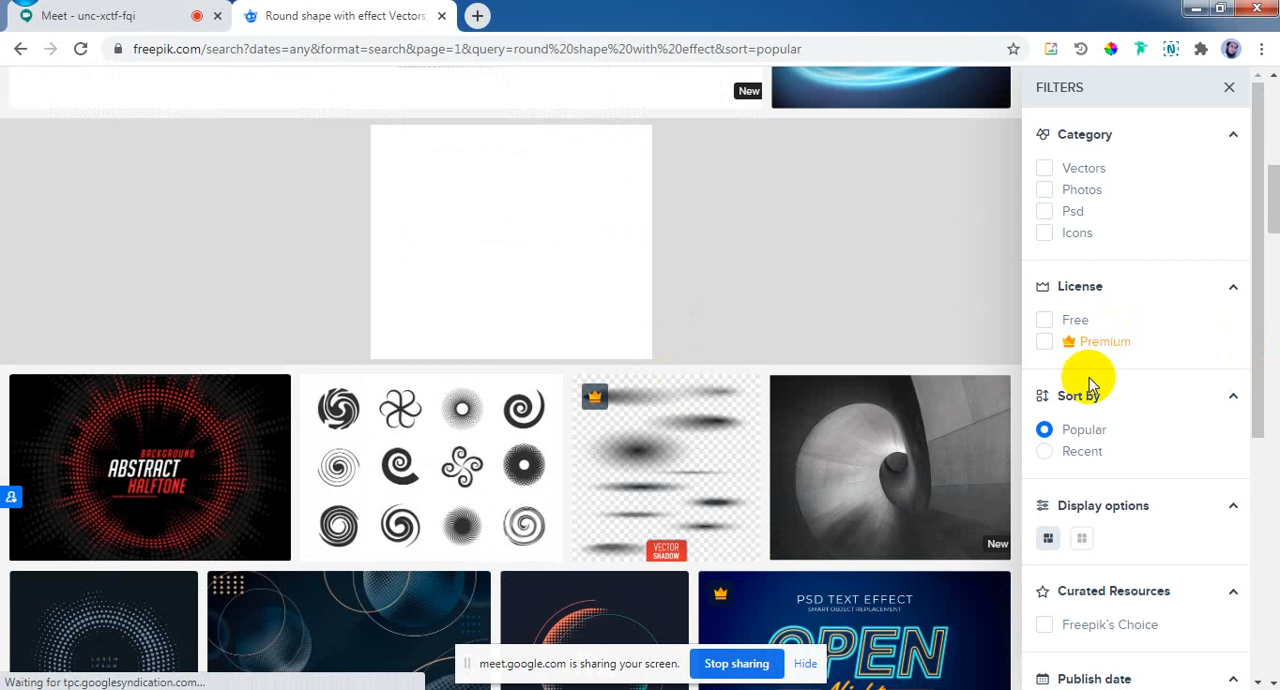 Meet - unc-xctf-fqi
Round shape with effect Vectors,
freepik.com/search?dates=any&format=search&page=1&query=round%20shape%20with%20effect&sort=popular
New
FILTERS
Category
Vectors
Photos
Psd
Icons
License
Free
Premium
Sort by
Popular
Recent
Display options
Curated Resources
Freepik's Choice
Publish date
BACKGROUND
ABSTRACT
HALFTONE
VECTOR
SHADOW
New
LOREM
PSD TEXT EFFECT
SMART OBJECT REPLACEMENT
OPEN
Night
meet.google.com is sharing your screen.
Stop sharing
Hide
Waiting for tpc.googlesyndication.com...